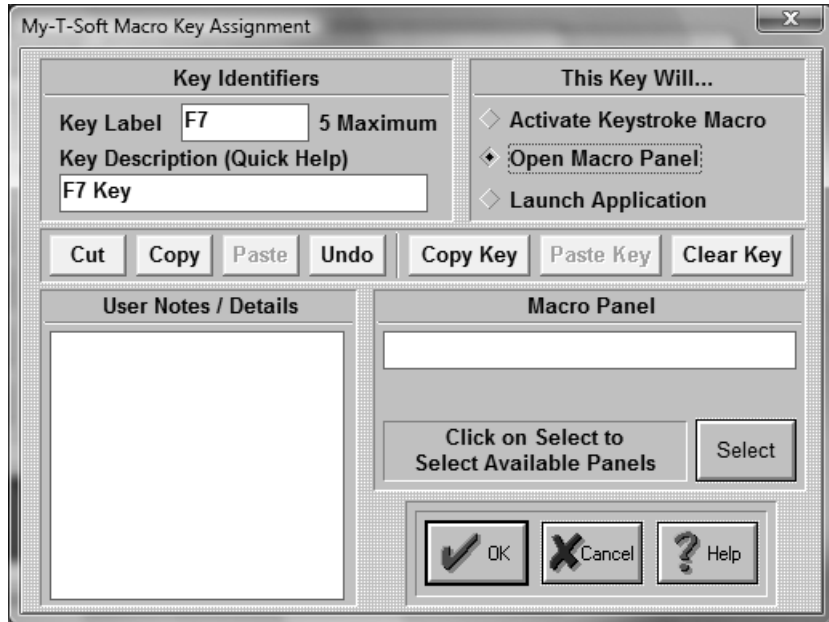 My-T-Soft Macro Key Assignment
x
Key Identifiers
Key Label F7 5 Maximum
Key Description (Quick Help)
F7 Key
This Key Will...
Activate Keystroke Macro
Open Macro Panel
Launch Application
Cut Copy Paste Undo Copy Key Paste Key Clear Key
User Notes / Details
Macro Panel
Click on Select to
Select Available Panels
Select
OK Cancel ? Help